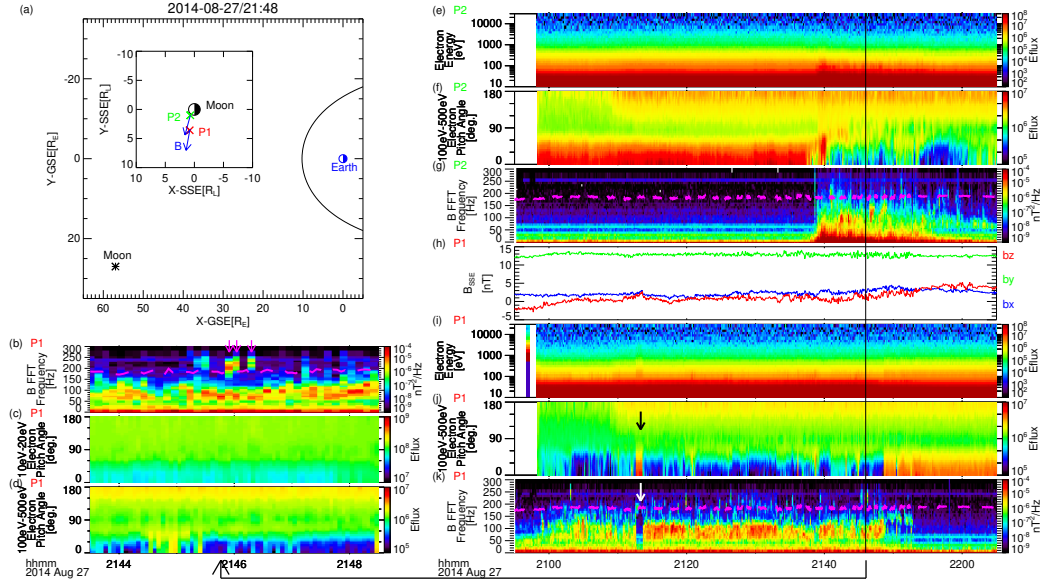 (a)
2014-08-27/21:48
Y-GSE[RE]
-20
0
20
60 50 40 30 20 10 0
X-GSE[RE]
Y-SSE[RL]
-10
-5
0
5
10
10 5 0 -5 -10
X-SSE[RL]
Moon
P2
P1
B
Earth
Moon
(b) P1
B FFT
Frequency
[Hz]
300
250
200
150
100
50
0
10-4
10-5
10-6
10-7
10-8
10-9
nT2/Hz
(c) P1
10eV-20eV
Electron
Pitch Angle
[deg.]
180
90
0
109
108
Eflux
(d) P1
100eV-500eV
Electron
Pitch Angle
[deg.]
180
90
0
107
106
105
Eflux
hhmm
2014 Aug 27
2144 2146 2148
(e) P2
Electron
Energy
[eV]
10000
1000
100
10
108
107
106
105
104
103
102
Eflux
(f) P2
100eV-500eV
Electron
Pitch Angle
[deg.]
180
90
0
107
106
105
Eflux
(g) P2
B FFT
Frequency
[Hz]
300
250
200
150
100
50
0
10-4
10-5
10-6
10-7
10-8
10-9
nT2/Hz
(h) P1
BSSE
[nT]
15
10
5
0
-5
bz
by
bx
(i) P1
Electron
Energy
[eV]
10000
1000
100
10
108
107
106
105
104
103
102
Eflux
(j) P1
100eV-500eV
Electron
Pitch Angle
[deg.]
180
90
0
107
106
105
Eflux
(k) P1
B FFT
Frequency
[Hz]
300
250
200
150
100
50
0
10-4
10-5
10-6
10-7
10-8
10-9
nT2/Hz
hhmm
2014 Aug 27
2100 2120 2140 2200